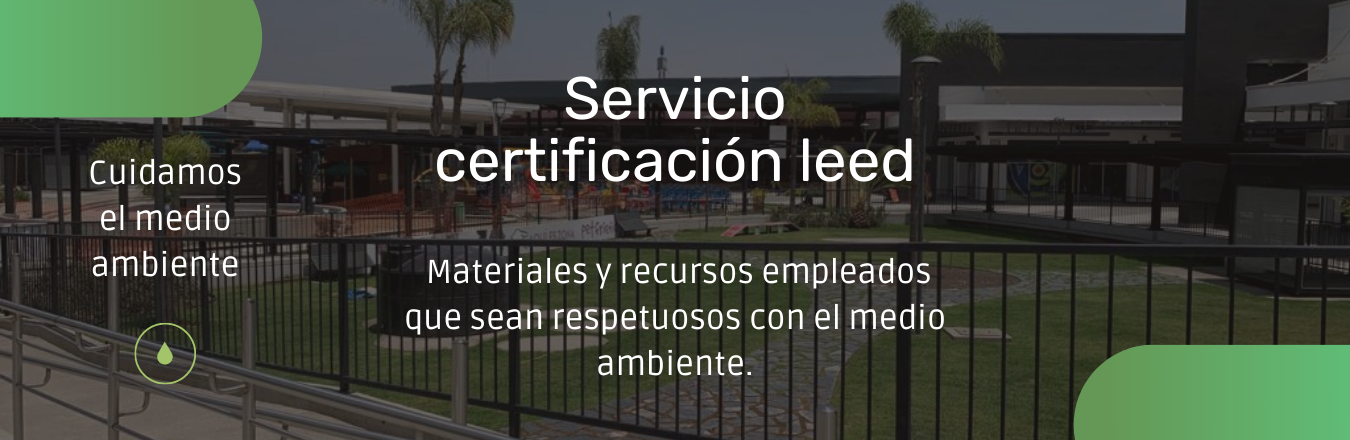 Servicio
certificación leed
Cuidamos
el medio
ambiente
Materiales y recursos empleados
que sean respetuosos con el medio
ambiente.